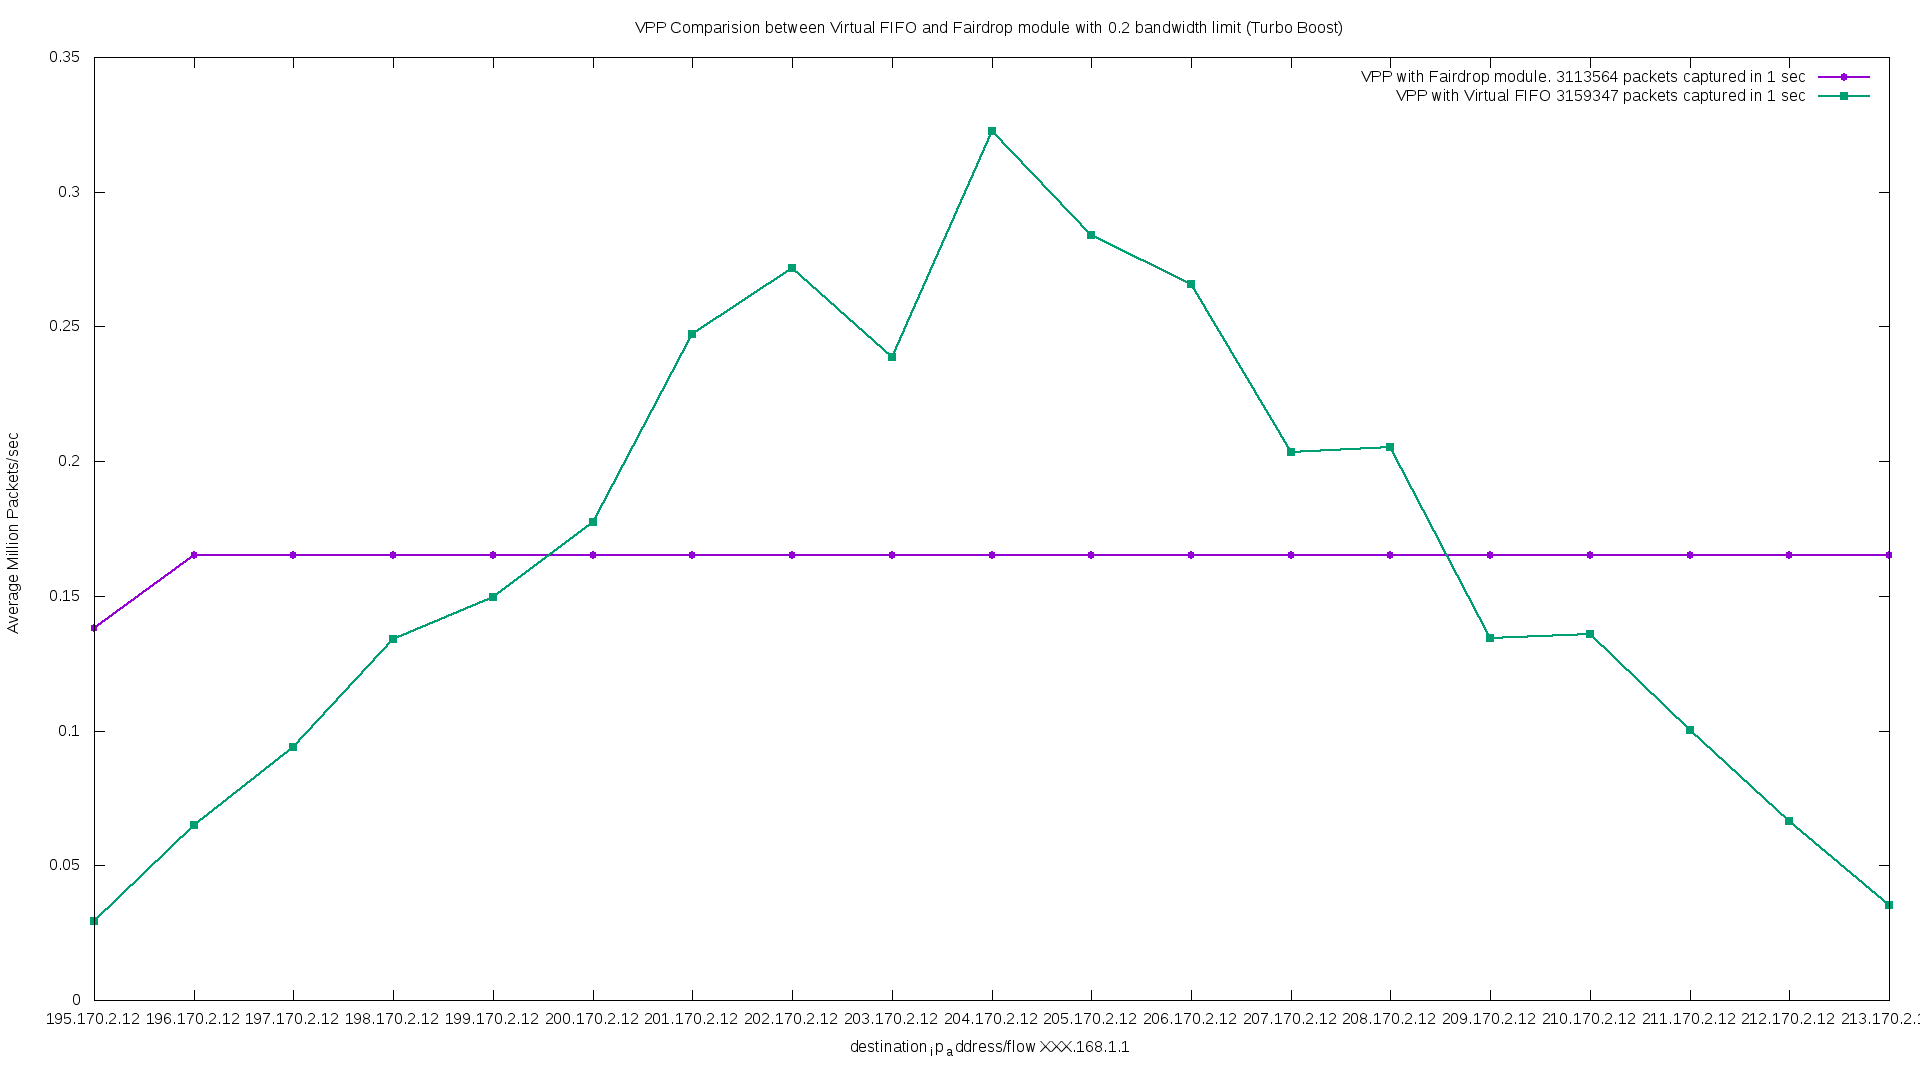 VPP Comparision between Virtual FIFO and Fairdrop module with 0.2 bandwidth limit (Turbo Boost)
0.35
VPP with Fairdrop module. 3113564 packets captured in 1 sec
VPP with Virtual FIFO 3159347 packets captured in 1 sec
0.3
0.25
0.2
0.15
0.1
0.05
0
Average Million Packets/sec
195.170.2.12 196.170.2.12 197.170.2.12 198.170.2.12 199.170.2.12 200.170.2.12 201.170.2.12 202.170.2.12 203.170.2.12 204.170.2.12 205.170.2.12 206.170.2.12 207.170.2.12 208.170.2.12 209.170.2.12 210.170.2.12 211.170.2.12 212.170.2.12 213.170.2.1
destination ip address/flow XXX.168.1.1